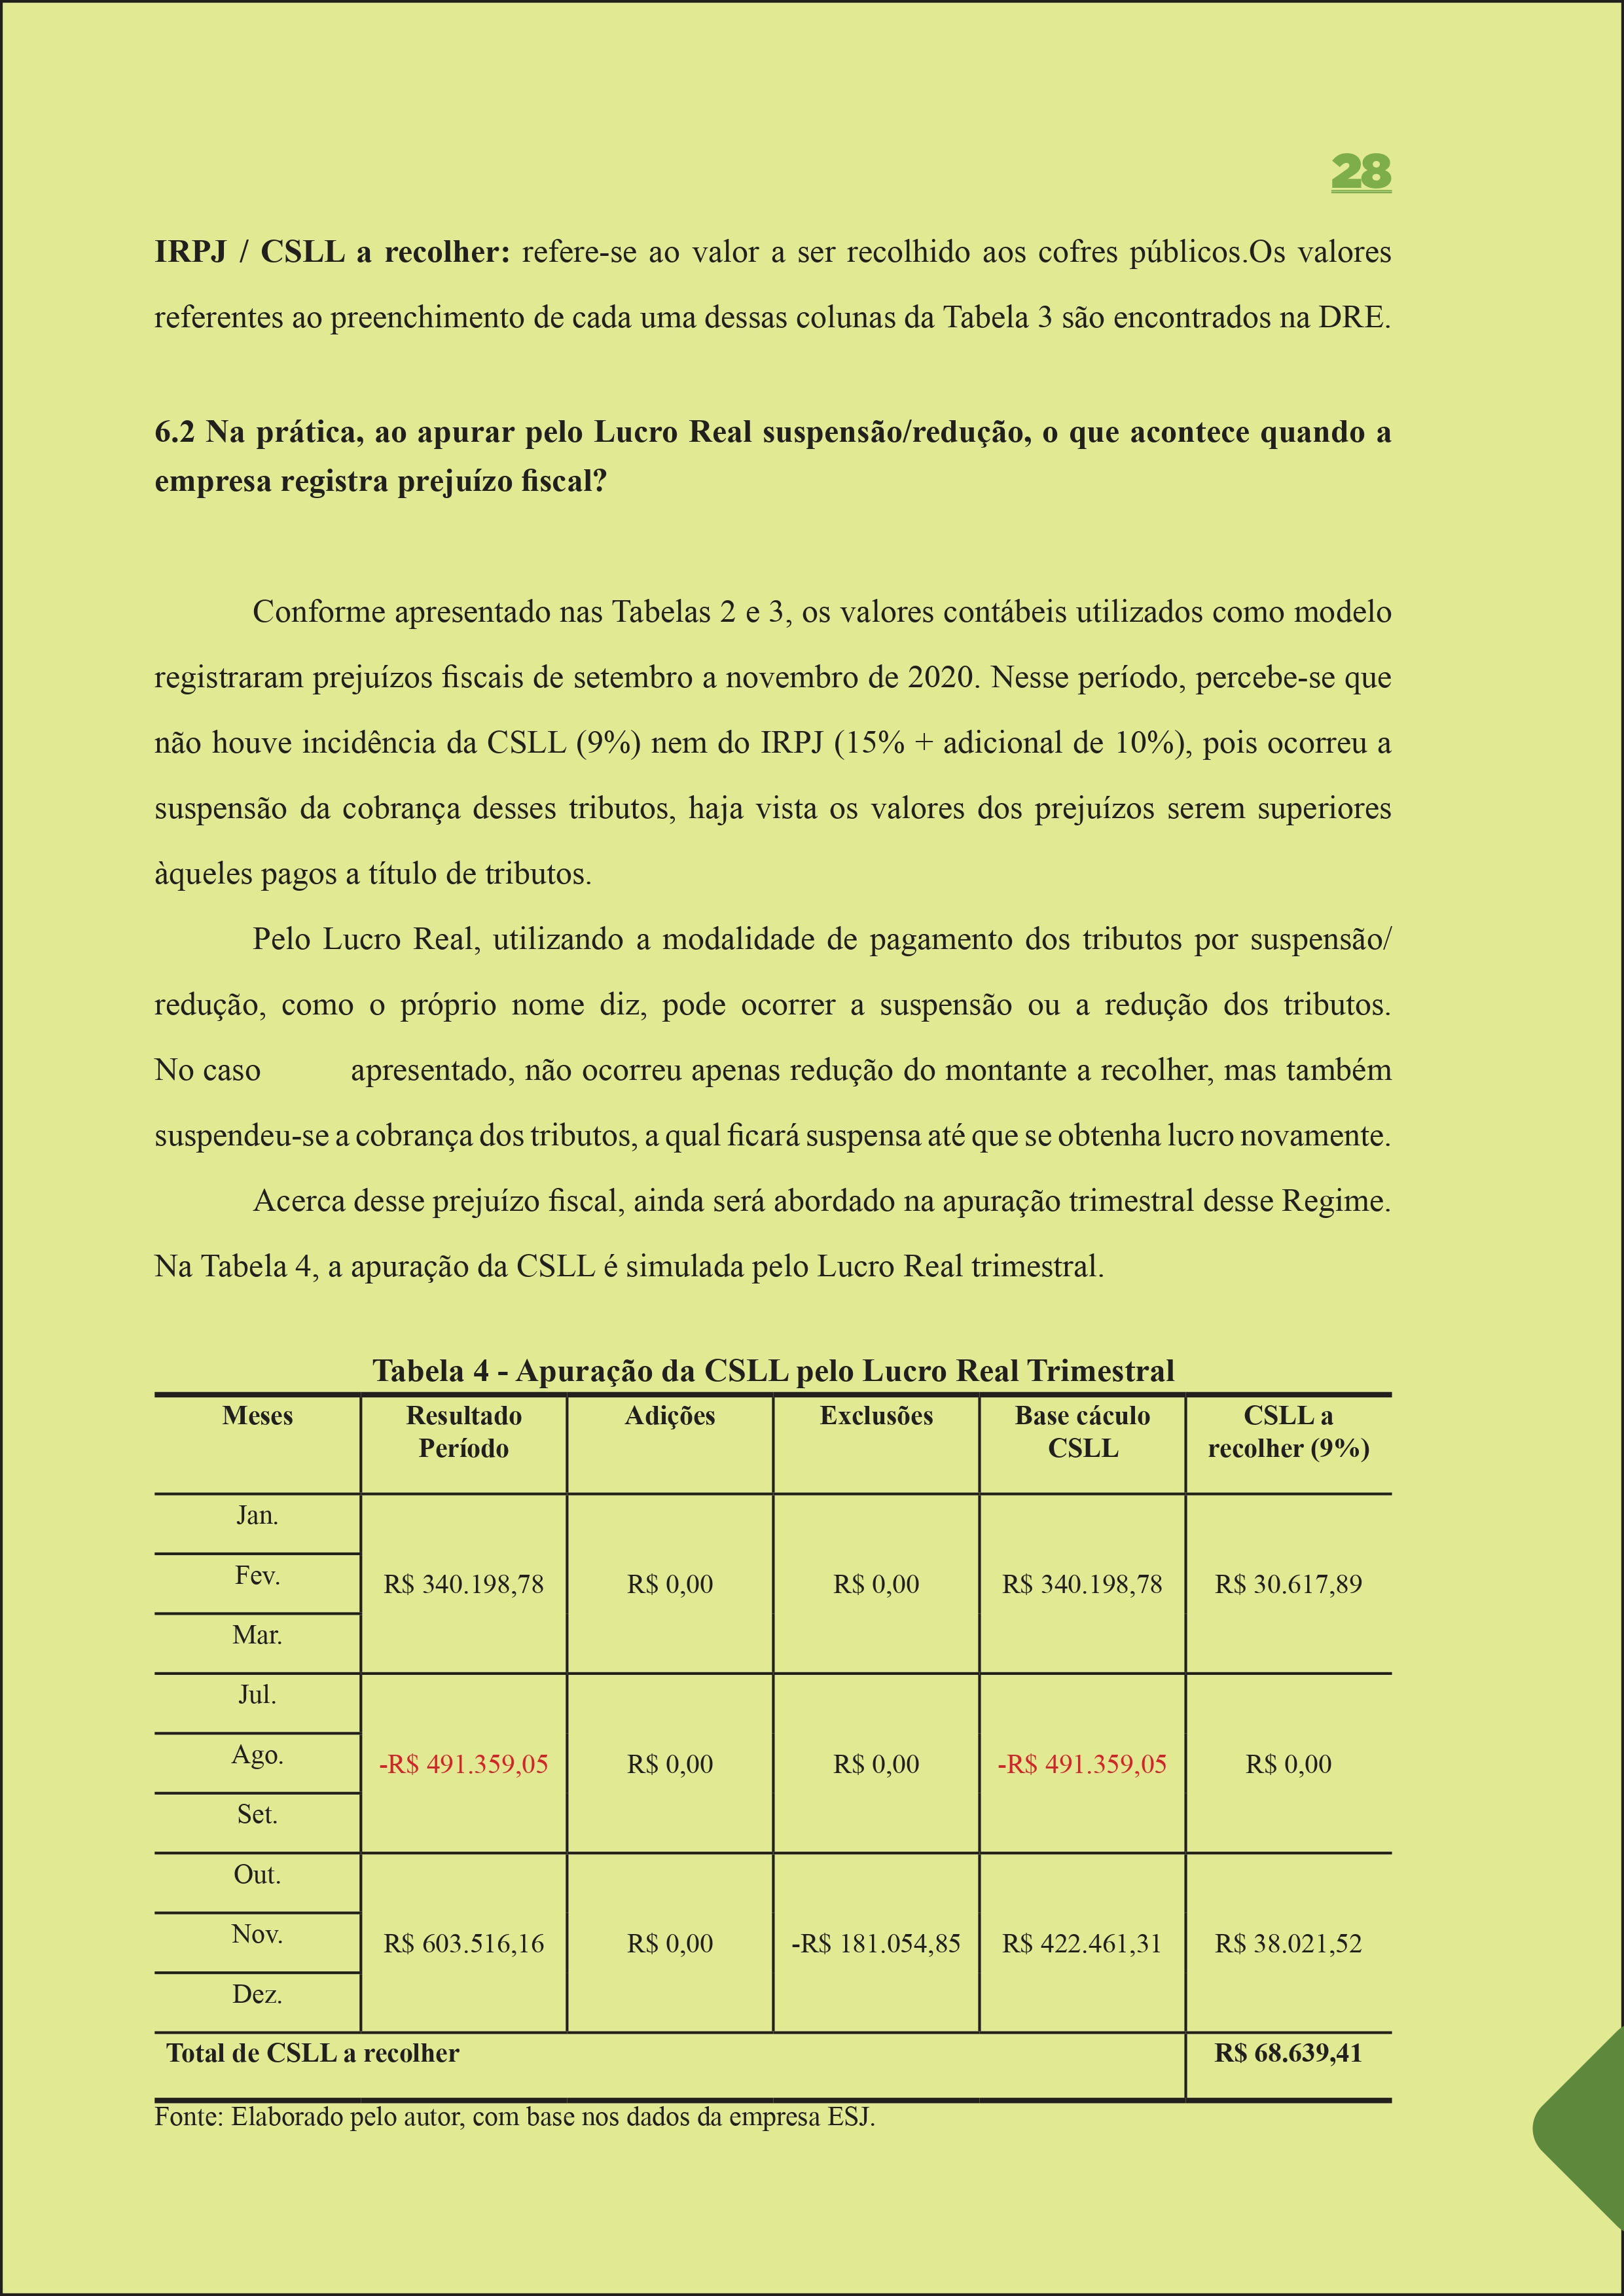 28
IRPJ / CSLL a recolher: refere-se ao valor a ser recolhido aos cofres públicos.Os valores
referentes ao preenchimento de cada uma dessas colunas da Tabela 3 são encontrados na DRE.
6.2 Na prática, ao apurar pelo Lucro Real suspensão/redução, o que acontece quando a
empresa registra prejuízo fiscal?
Conforme apresentado nas Tabelas 2 e 3, os valores contábeis utilizados como modelo
registraram prejuízos fiscais de setembro a novembro de 2020. Nesse período, percebe-se que
não houve incidência da CSLL (9%) nem do IRPJ (15% + adicional de 10%), pois ocorreu a
suspensão da cobrança desses tributos, haja vista os valores dos prejuízos serem superiores
àqueles pagos a título de tributos.
Pelo Lucro Real, utilizando a modalidade de pagamento dos tributos por suspensão/
redução, como o próprio nome diz, pode ocorrer a suspensão ou a redução dos tributos.
No caso apresentado, não ocorreu apenas redução do montante a recolher, mas também
suspendeu-se a cobrança dos tributos, a qual ficará suspensa até que se obtenha lucro novamente.
Acerca desse prejuízo fiscal, ainda será abordado na apuração trimestral desse Regime.
Na Tabela 4, a apuração da CSLL é simulada pelo Lucro Real trimestral.
Tabela 4 - Apuração da CSLL pelo Lucro Real Trimestral
Meses Resultado Adições Exclusões Base cáculo CSLL a
Período CSLL recolher (9%)
Jan.
Fev. R$ 340.198,78 R$ 0,00 R$ 0,00 R$ 340.198,78 R$ 30.617,89
Mar.
Jul.
Ago. -R$ 491.359,05 R$ 0,00 R$ 0,00 -R$ 491.359,05 R$ 0,00
Set.
Out.
Nov. R$ 603.516,16 R$ 0,00 -R$ 181.054,85 R$ 422.461,31 R$ 38.021,52
Dez.
Total de CSLL a recolher R$ 68.639,41
Fonte: Elaborado pelo autor, com base nos dados da empresa ESJ.